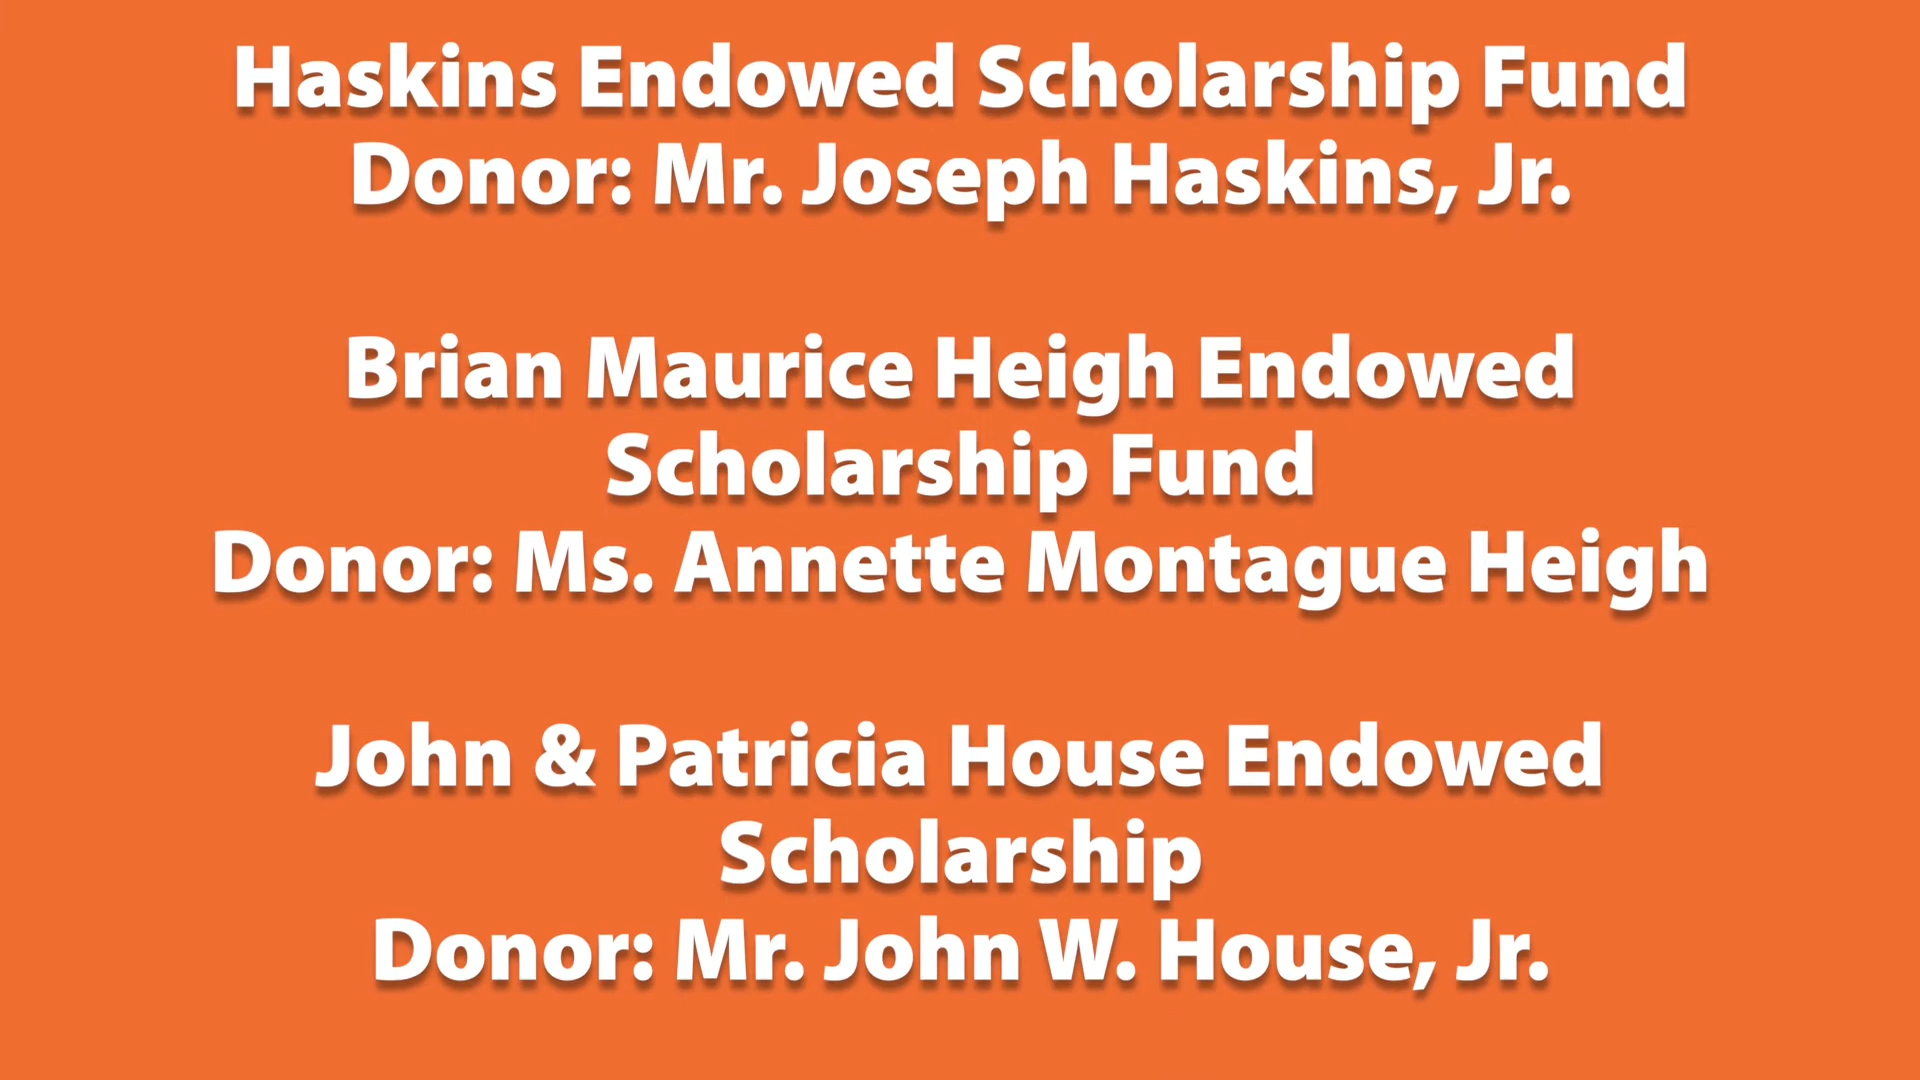 Haskins Endowed Scholarship Fund
Donor: Mr. Joseph Haskins, Jr.
Brian Maurice Heigh Endowed
Scholarship Fund
Donor: Ms. Annette Montague Heigh
John & Patricia House Endowed
Scholarship
Donor: Mr. John W. House, Jr.